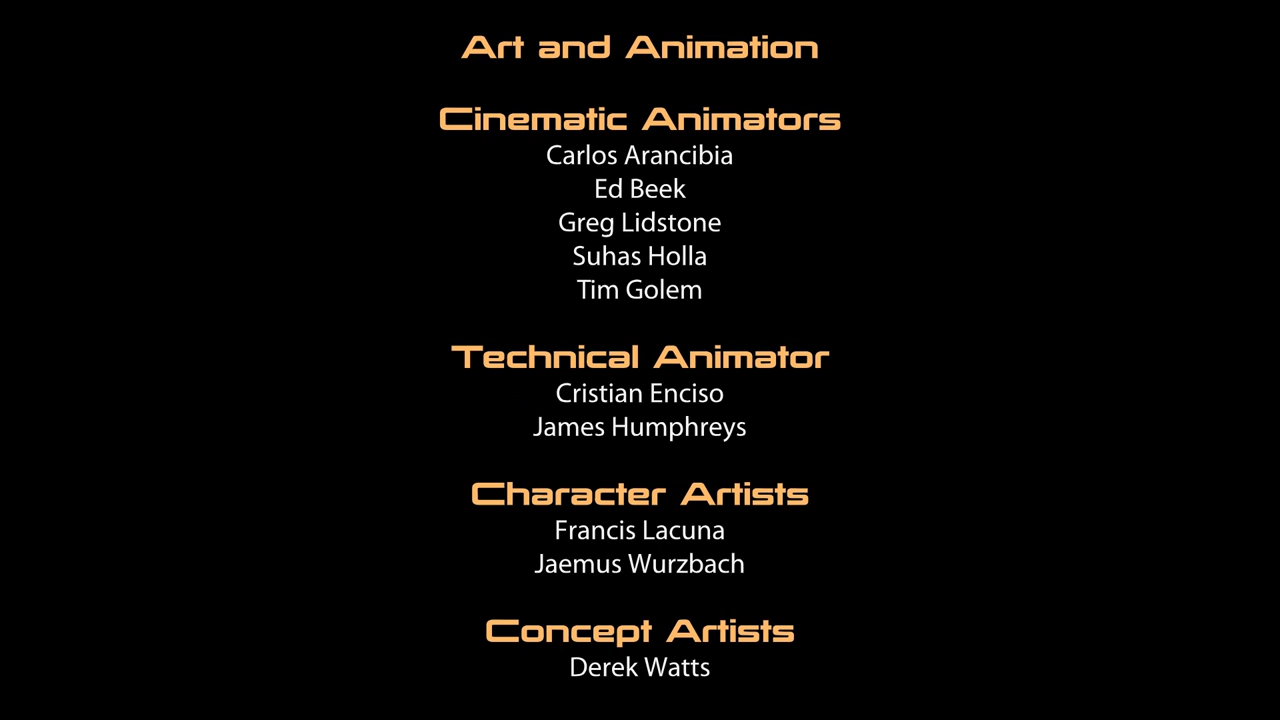 Art and Animation
Cinematic Animators
Carlos Arancibia
Ed Beek
Greg Lidstone
Suhas Holla
Tim Golem
Technical Animator
Cristian Enciso
James Humphreys
Character Artists
Francis Lacuna
Jaemus Wurzbach
Concept Artists
Derek Watts